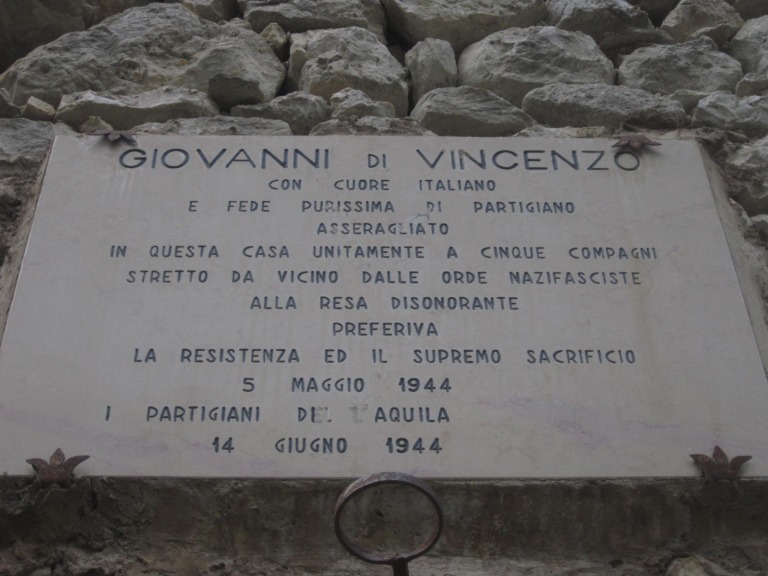 GIOVANNI DI VINCENZO
CON CUORE ITALIANO
E FEDE PURISSIMA DI PARTIGIANO
ASSERAGLIATO
IN QUESTA CASA UNITAMENTE A CINQUE COMPAGNI
STRETTO DA VICINO DALLE ORDE NAZIFASCISTE
ALLA RESA DISONORANTE
PREFERIVA
LA RESISTENZA ED IL SUPREMO SACRIFICIO
5 MAGGIO 1944
I PARTIGIANI DEL L'AQUILA
14 GIUGNO 1944